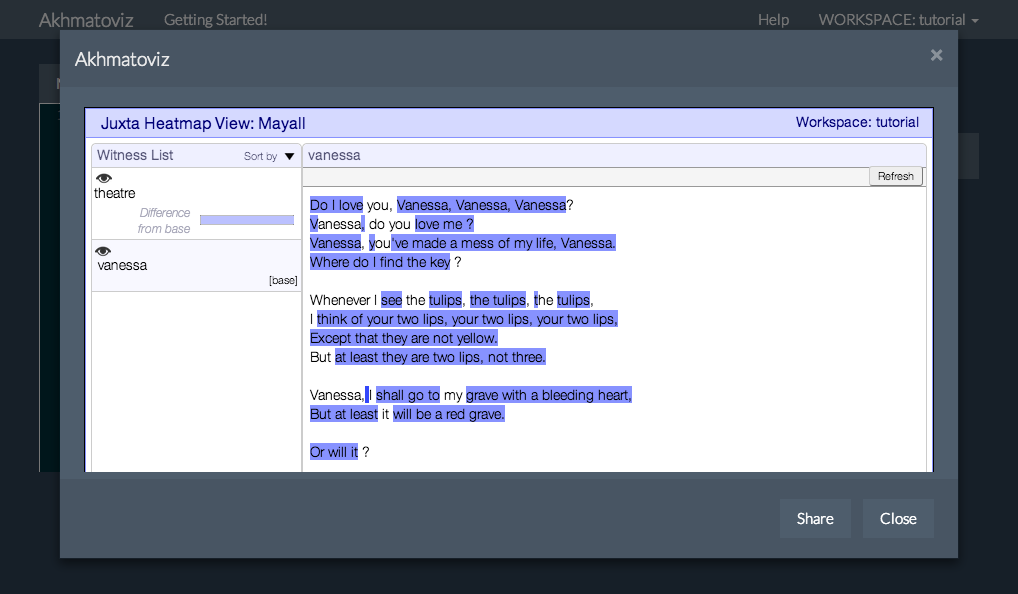 Akhmatoviz Getting Started! Help WORKSPACE: tutorial
Akhmatoviz ×
Juxta Heatmap View: Mayall Workspace: tutorial
Witness List Sort by vanessa
Refresh
theatre
Difference
from base
vanessa
[base]
Do I love you, Vanessa, Vanessa, Vanessa?
Vanessa, do you love me ?
Vanessa, you've made a mess of my life, Vanessa.
Where do I find the key ?
Whenever I see the tulips, the tulips, the tulips,
I think of your two lips, your two lips, your two lips,
Except that they are not yellow.
But at least they are two lips, not three.
Vanessa, I shall go to my grave with a bleeding heart,
But at least it will be a red grave.
Or will it ?
Share Close